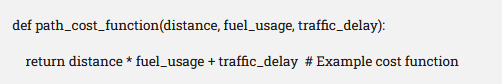 def path_cost_function(distance, fuel_usage, traffic_delay):
    return distance * fuel_usage + traffic_delay  # Example cost function